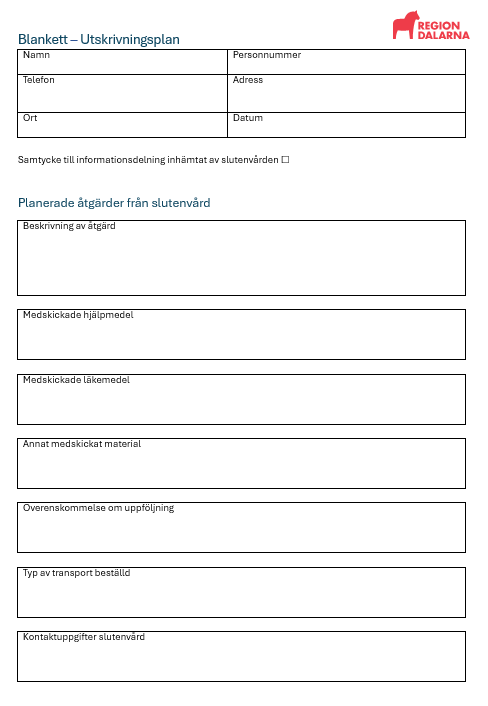 REGION
DALARNA
Blankett – Utskrivningsplan
Namn Personnummer
Telefon Adress
Ort Datum
Samtycke till informationsdelning inhämtat av slutenvården ☐
Planerade åtgärder från slutenvård
Beskrivning av åtgärd
Medskickade hjälpmedel
Medskickade läkemedel
Annat medskickat material
Överenskommelse om uppföljning
Typ av transport beställd
Kontaktuppgifter slutenvård